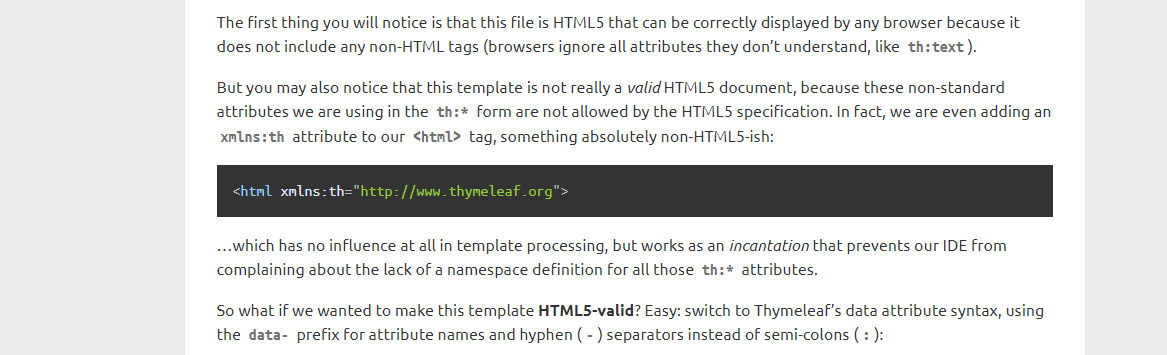 The first thing you will notice is that this file is HTML5 that can be correctly displayed by any browser because it
does not include any non-HTML tags (browsers ignore all attributes they don’t understand, like th:text).
But you may also notice that this template is not really a valid HTML5 document, because these non-standard
attributes we are using in the th:* form are not allowed by the HTML5 specification. In fact, we are even adding an
xmlns:th attribute to our <html> tag, something absolutely non-HTML5-ish:
<html xmlns:th="http://www.thymeleaf.org">
…which has no influence at all in template processing, but works as an incantation that prevents our IDE from
complaining about the lack of a namespace definition for all those th:* attributes.
So what if we wanted to make this template HTML5-valid? Easy: switch to Thymeleaf’s data attribute syntax, using
the data- prefix for attribute names and hyphen (-) separators instead of semi-colons (:):